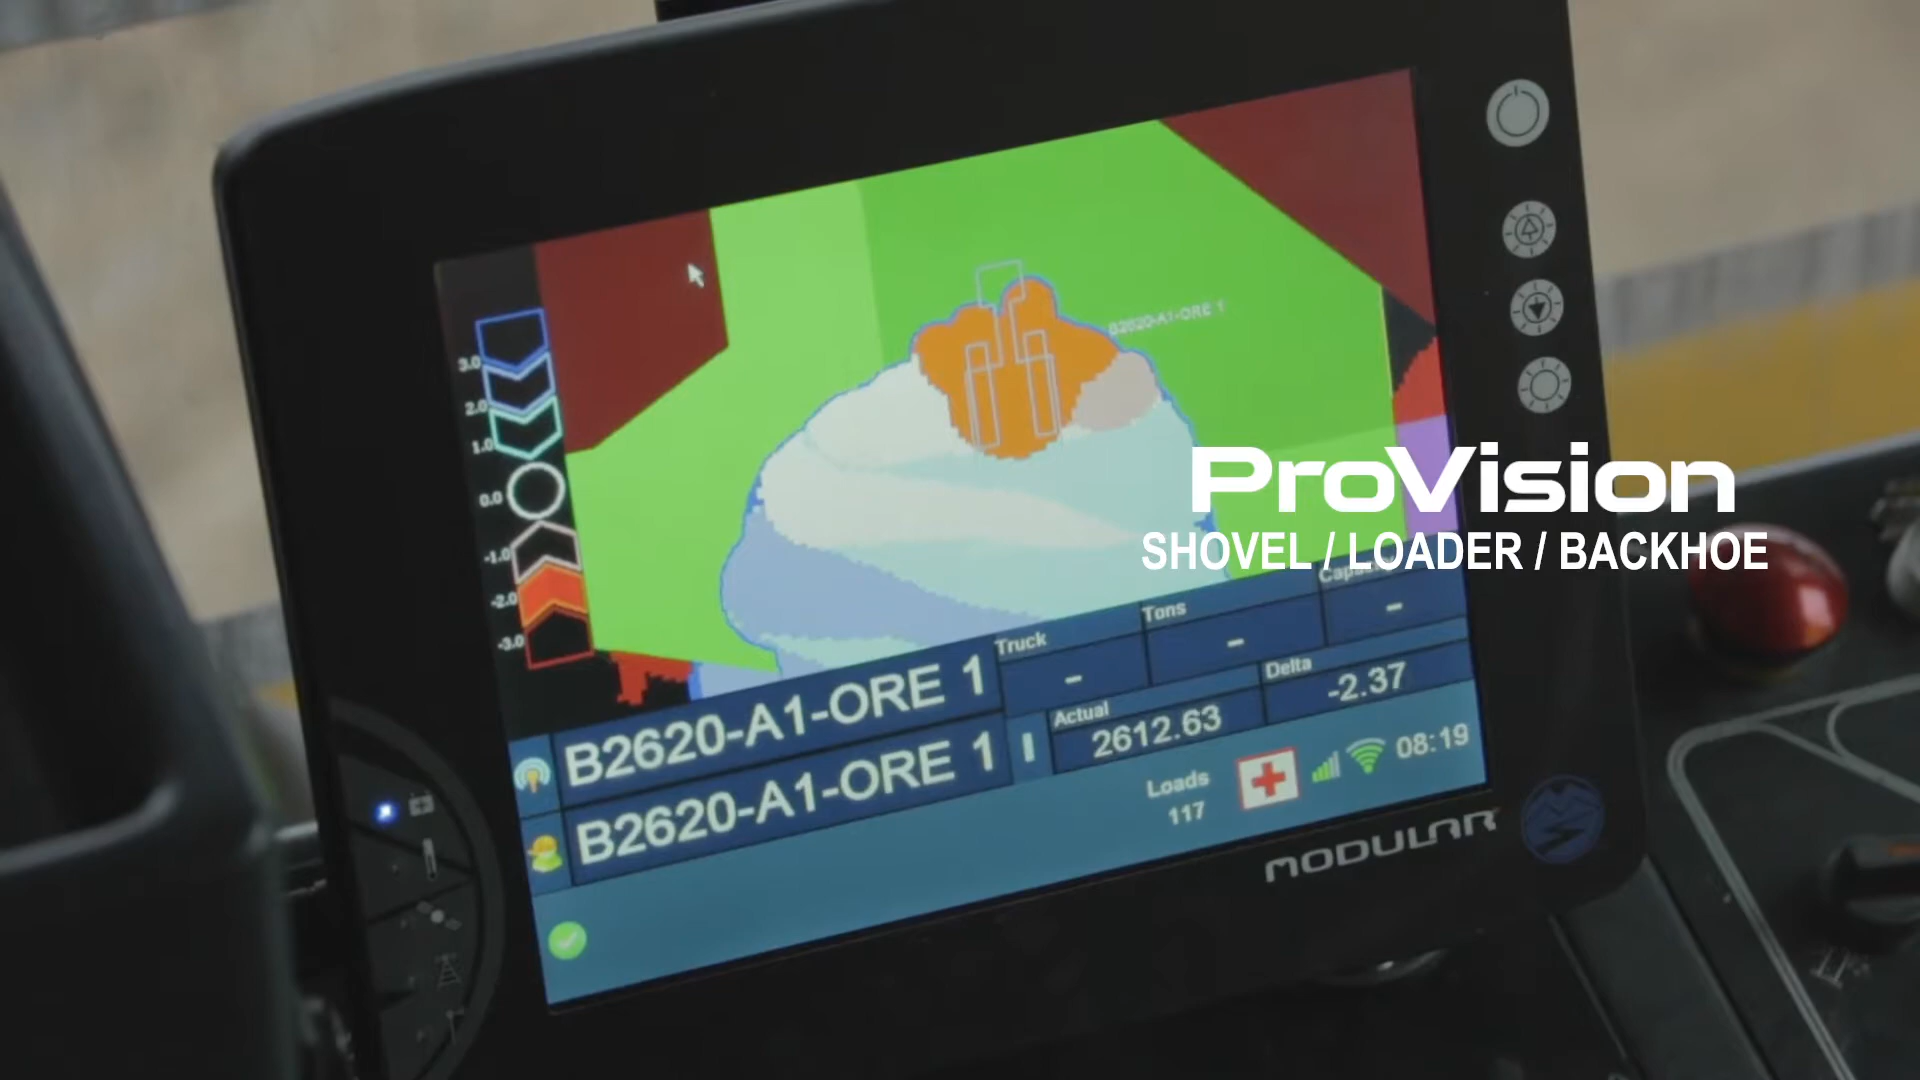 B2620-A1-ORE 1
3.0
2.0
1.0
0.0
-1.0
-2.0
-3.0
ProVision
SHOVEL / LOADER / BACKHOE
Truck
-
Tons
-
-
B2620-A1-ORE 1
B2620-A1-ORE 1
Actual
2612.63
Delta
-2.37
Loads
117
08:19
MODULAR